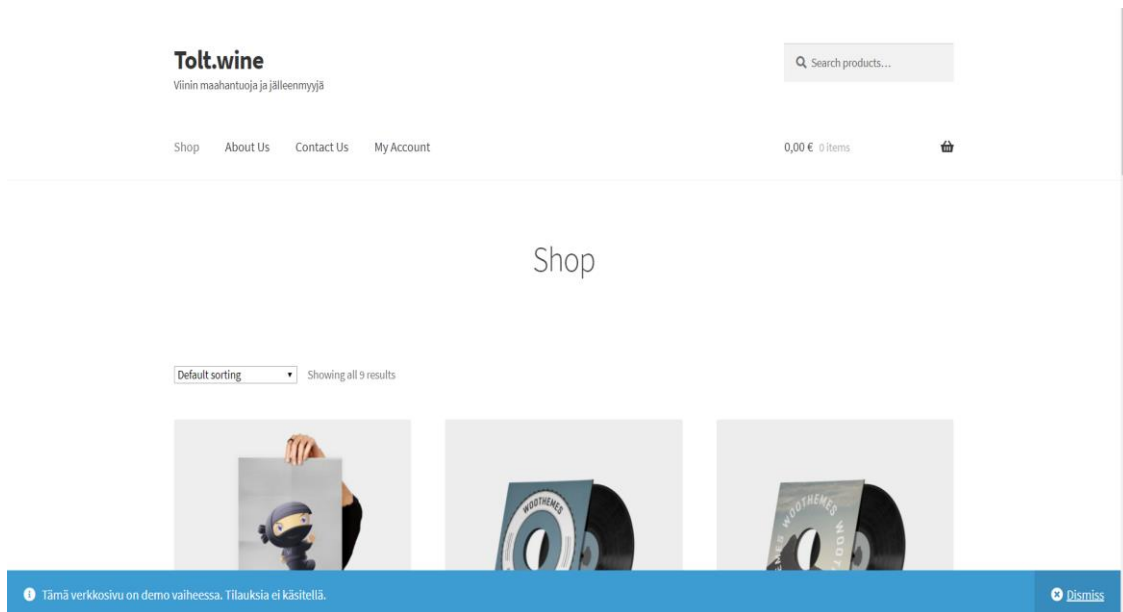 Tolt.wine
Viinin maahantuoja ja jälleenmyyjä
Search products...
Shop About Us Contact Us My Account
0,00 € 0 items
Shop
Default sorting Showing all 9 results
WOOTHEMES
WOOTHEMES
Tämä verkkosivu on demo vaiheessa. Tilauksia ei käsitellä.
Dismiss